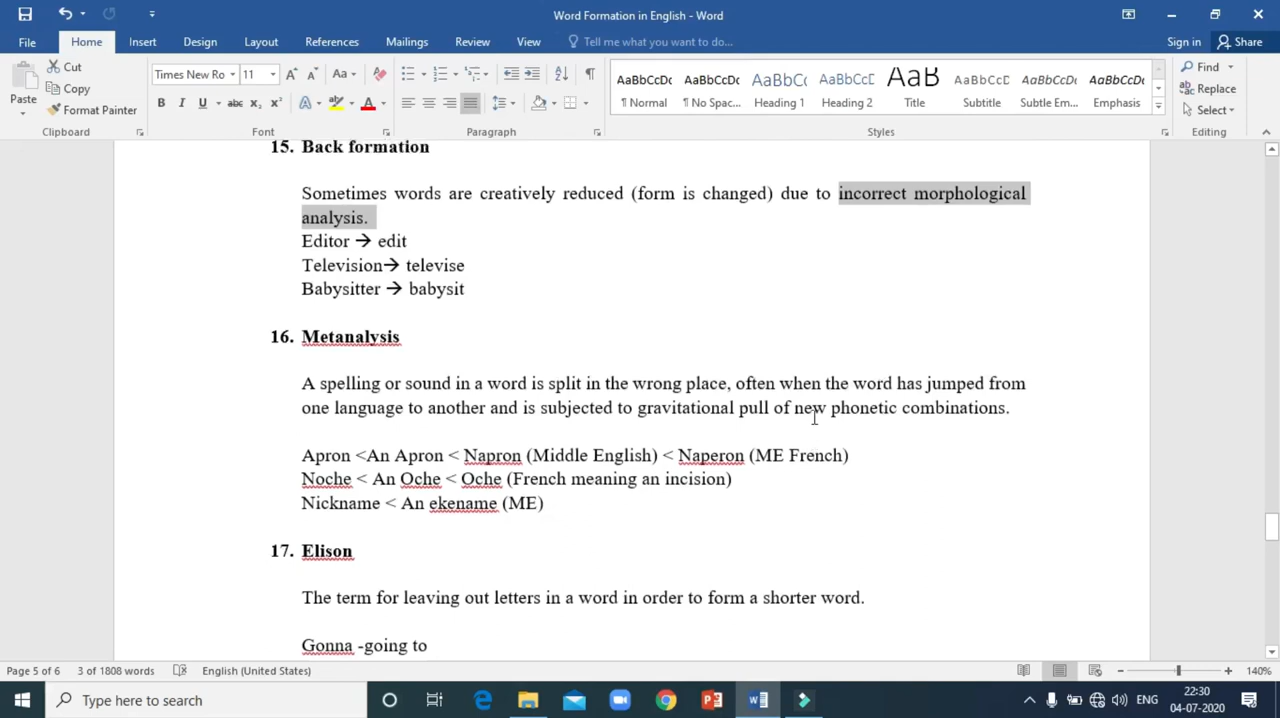 Word Formation in English - Word
File Home Insert Design Layout References Mailings Review View Tell me what you want to do... Sign in Share
Paste
Cut
Copy
Format Painter
Clipboard
Times New Ro 11 Aa
B I U abc x₂ x² A A
Font
Paragraph
AaBbCcDc AaBbCcDc AaBbCc AaBbCcE AaB AaBbCcD AaBbCcDc AaBbCcDc
¶ Normal ¶ No Spac... Heading 1 Heading 2 Title Subtitle Subtle Em... Emphasis
Styles
Find
Replace
Select
Editing
15. Back formation
Sometimes words are creatively reduced (form is changed) due to incorrect morphological
analysis.
Editor → edit
Television→ televise
Babysitter → babysit
16. Metanalysis
A spelling or sound in a word is split in the wrong place, often when the word has jumped from
one language to another and is subjected to gravitational pull of new phonetic combinations.
Apron <An Apron < Napron (Middle English) < Naperon (ME French)
Noche < An Oche < Oche (French meaning an incision)
Nickname < An ekename (ME)
17. Elison
The term for leaving out letters in a word in order to form a shorter word.
Gonna -going to
Page 5 of 6 3 of 1808 words English (United States) 140%
Type here to search
ENG
22:30
04-07-2020